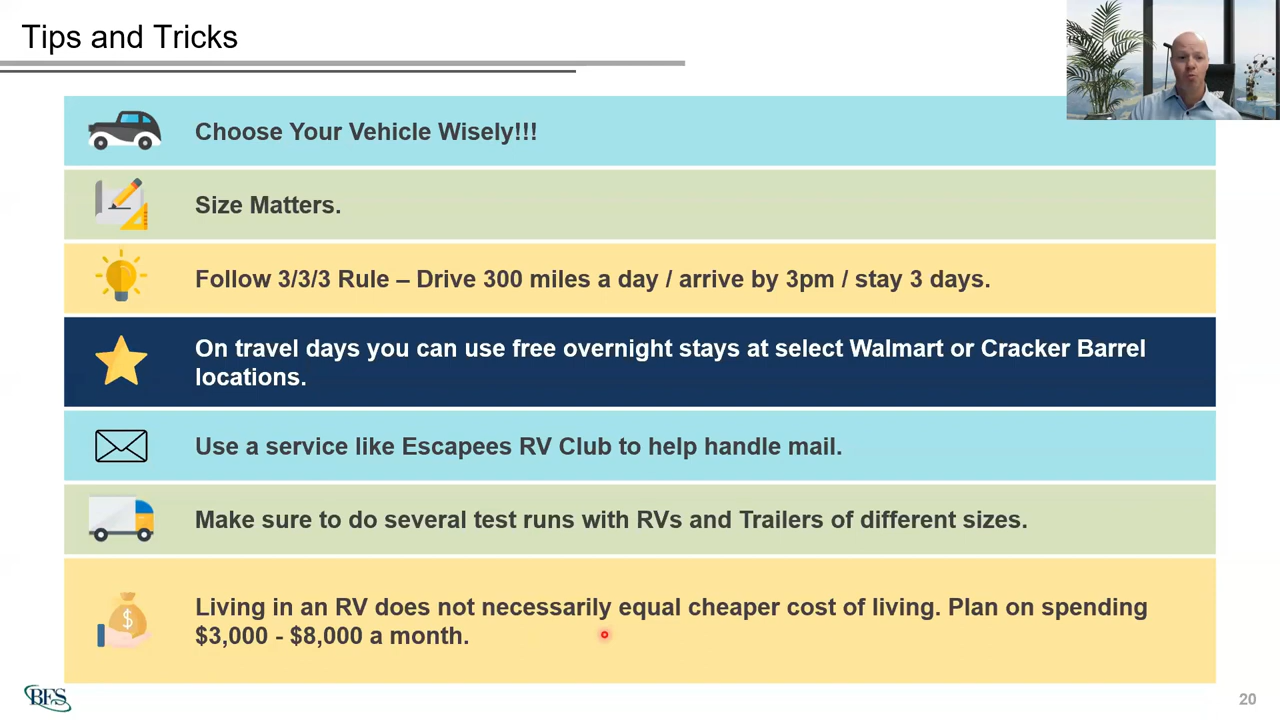 Tips and Tricks
Choose Your Vehicle Wisely!!!
Size Matters.
Follow 3/3/3 Rule – Drive 300 miles a day / arrive by 3pm / stay 3 days.
On travel days you can use free overnight stays at select Walmart or Cracker Barrel
locations.
Use a service like Escapees RV Club to help handle mail.
Make sure to do several test runs with RVs and Trailers of different sizes.
$
Living in an RV does not necessarily equal cheaper cost of living. Plan on spending
$3,000 - $8,000 a month.
BFS
20